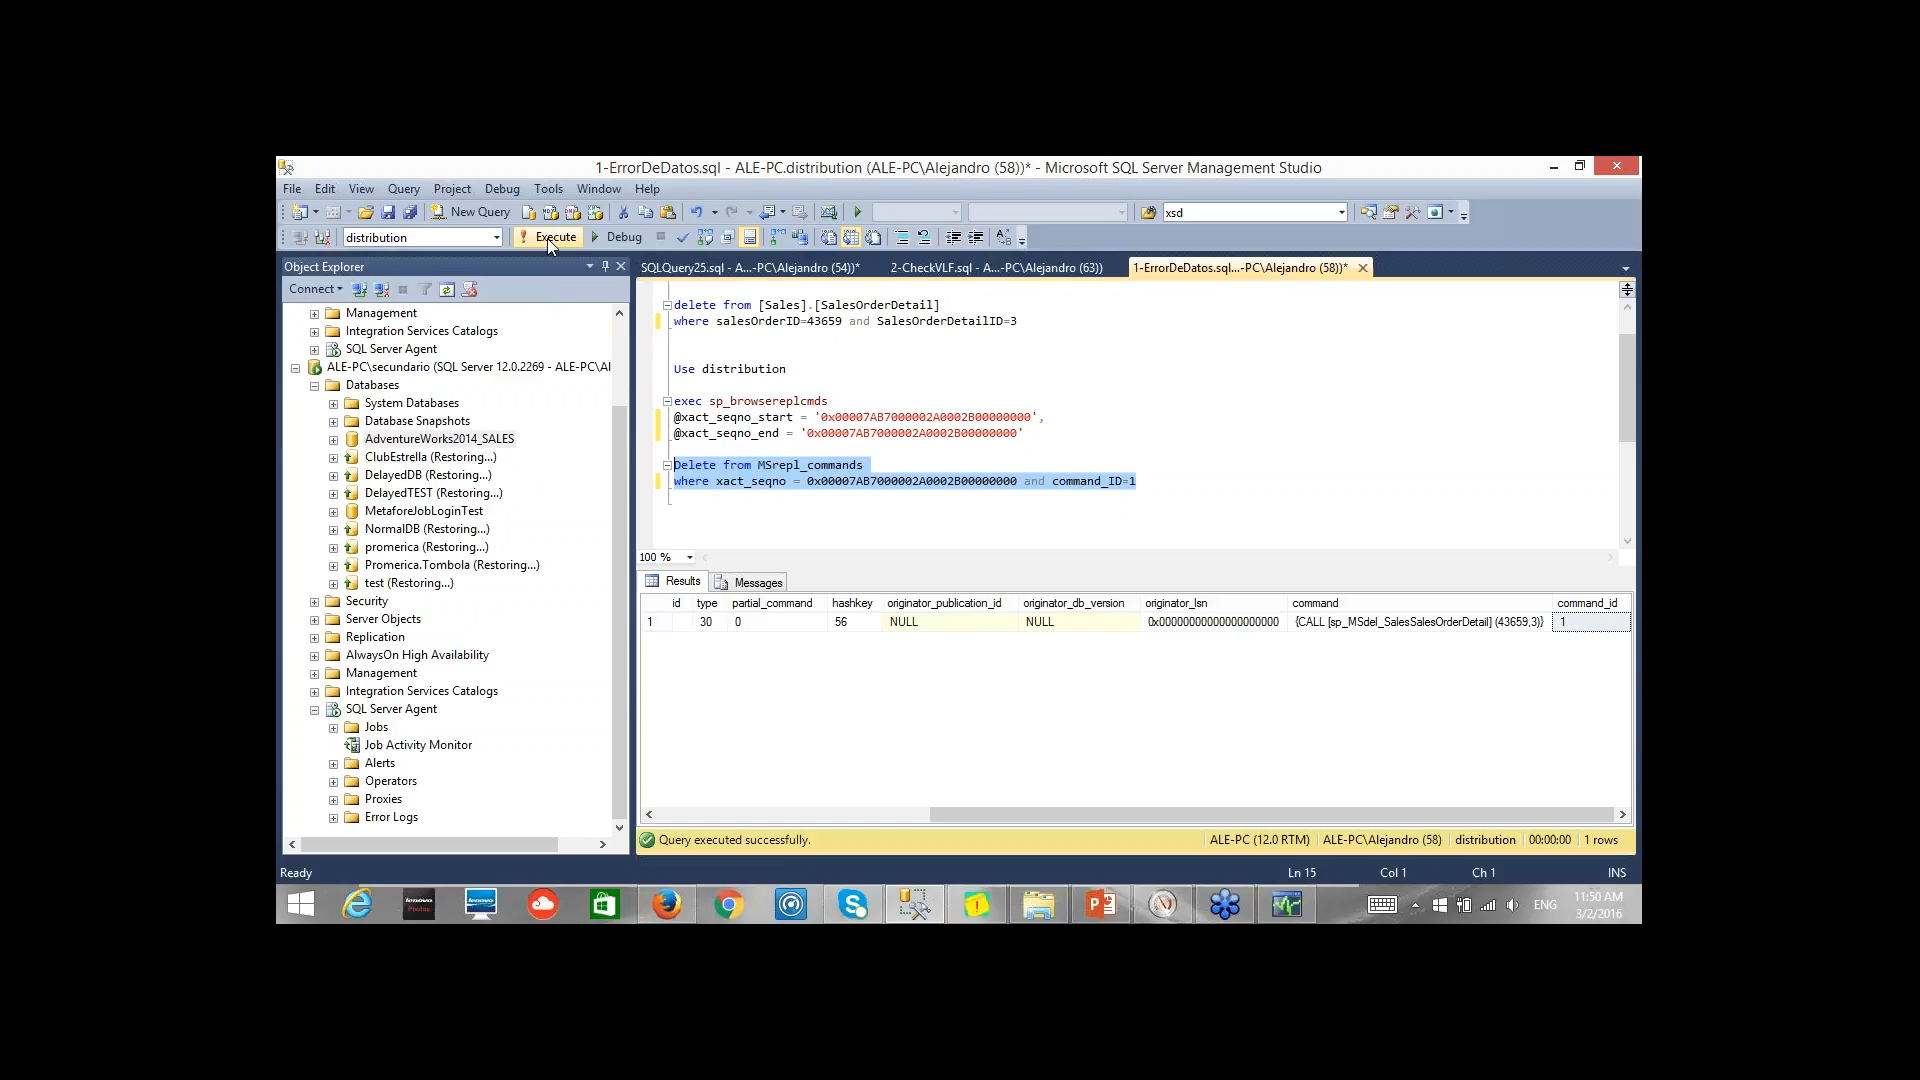 1-ErrorDeDatos.sql - ALE-PC.distribution (ALE-PC\Alejandro (58))* - Microsoft SQL Server Management Studio
File Edit View Query Project Debug Tools Window Help
New Query xsd
distribution Execute Debug
Object Explorer
Connect
Management
Integration Services Catalogs
SQL Server Agent
ALE-PC\secundario (SQL Server 12.0.2269 - ALE-PC\Al
Databases
System Databases
Database Snapshots
AdventureWorks2014_SALES
ClubEstrella (Restoring...)
DelayedDB (Restoring...)
DelayedTEST (Restoring...)
MetaforeJobLoginTest
NormalDB (Restoring...)
promerica (Restoring...)
Promerica.Tombola (Restoring...)
test (Restoring...)
Security
Server Objects
Replication
AlwaysOn High Availability
Management
Integration Services Catalogs
SQL Server Agent
Jobs
Job Activity Monitor
Alerts
Operators
Proxies
Error Logs
SQLQuery25.sql - A...-PC\Alejandro (54))* 2-CheckVLF.sql - A...-PC\Alejandro (63)) 1-ErrorDeDatos.sql...-PC\Alejandro (58))*
delete from [Sales].[SalesOrderDetail]
where salesOrderID=43659 and SalesOrderDetailID=3
Use distribution
exec sp_browsereplcmds
@xact_seqno_start = '0x00007AB7000002A0002B00000000',
@xact_seqno_end = '0x00007AB7000002A0002B00000000'
Delete from MSrepl_commands
where xact_seqno = 0x00007AB7000002A0002B00000000 and command_ID=1
100 %
Results Messages
id type partial_command hashkey originator_publication_id originator_db_version originator_lsn command command_id
1 30 0 56 NULL NULL 0x00000000000000000000 {CALL [sp_MSdel_SalesSalesOrderDetail] (43659,3)} 1
Query executed successfully. ALE-PC (12.0 RTM) ALE-PC\Alejandro (58) distribution 00:00:00 1 rows
Ready Ln 15 Col 1 Ch 1 INS
ENG 11:50 AM
3/2/2016